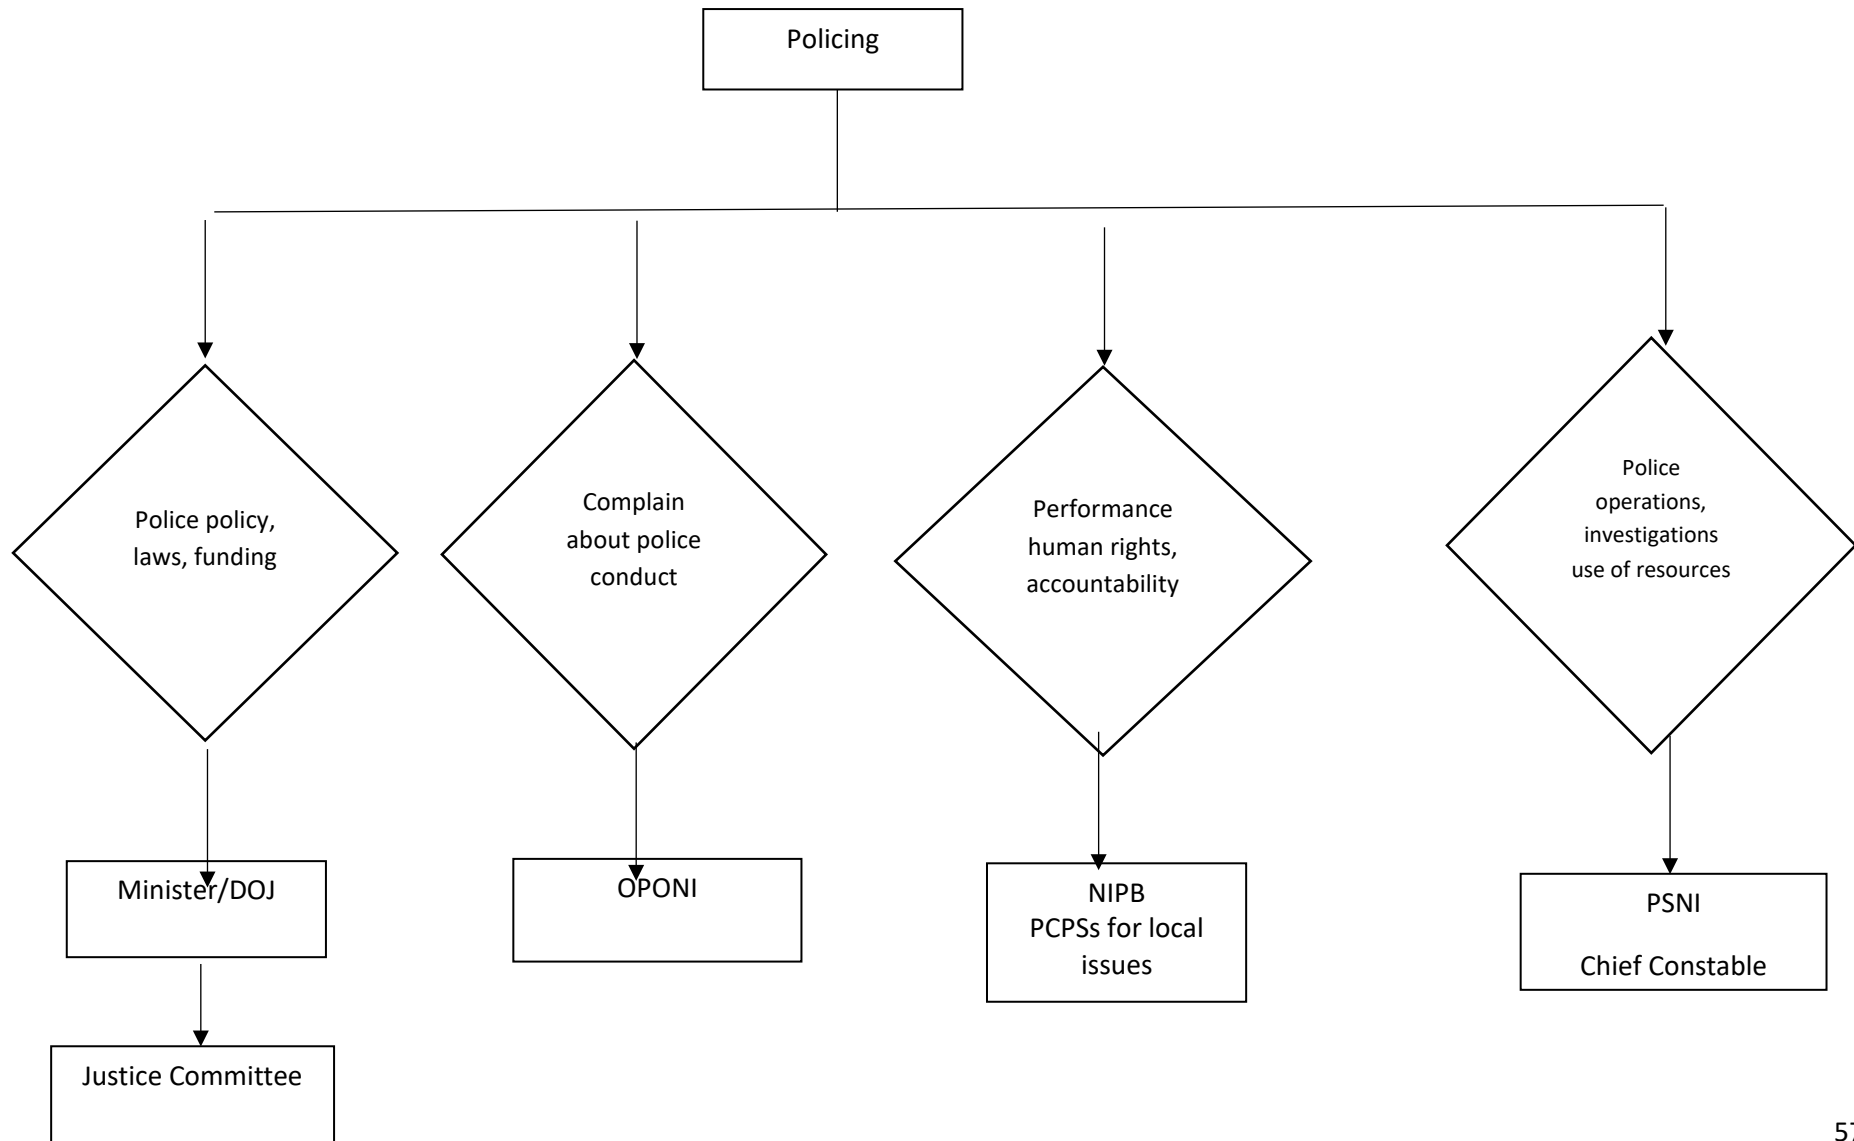 Policing
Police policy,
laws, funding
Complain
about police
conduct
Performance
human rights,
accountability
Police
operations,
investigations
use of resources
Minister/DOJ
OPONI
NIPB
PCPSs for local
issues
PSNI
Chief Constable
Justice Committee
57